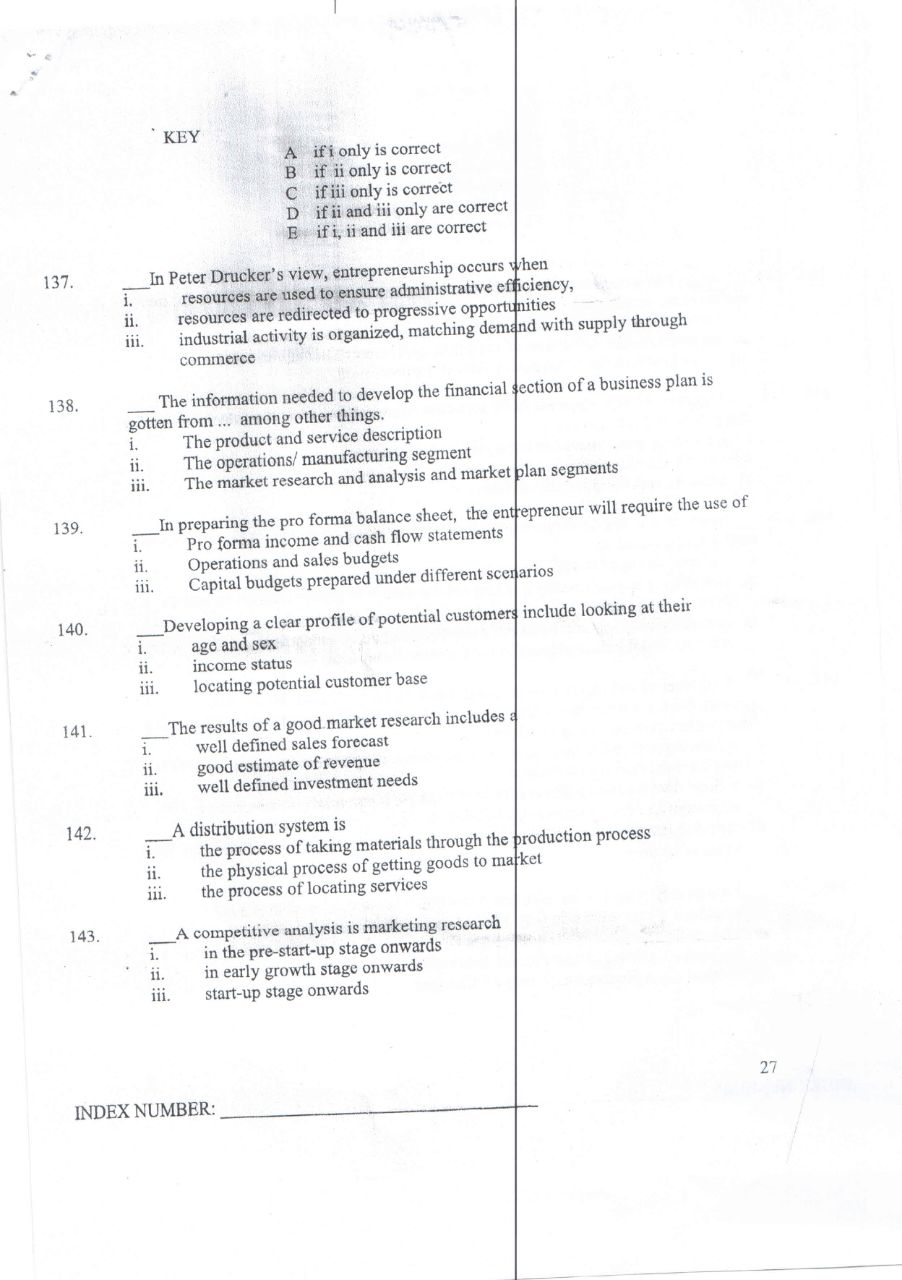 KEY
A if i only is correct
B if ii only is correct
C if iii only is correct
D if ii and iii only are correct
E if i, ii and iii are correct
137. ___In Peter Drucker's view, entrepreneurship occurs when
i. resources are used to ensure administrative efficiency,
ii. resources are redirected to progressive opportunities
iii. industrial activity is organized, matching demand with supply through
commerce
138. ___ The information needed to develop the financial section of a business plan is
gotten from ... among other things.
i. The product and service description
ii. The operations/ manufacturing segment
iii. The market research and analysis and market plan segments
139. ___In preparing the pro forma balance sheet, the entrepreneur will require the use of
i. Pro forma income and cash flow statements
ii. Operations and sales budgets
iii. Capital budgets prepared under different scenarios
140. ___Developing a clear profile of potential customers include looking at their
i. age and sex
ii. income status
iii. locating potential customer base
141. ___The results of a good market research includes a
i. well defined sales forecast
ii. good estimate of revenue
iii. well defined investment needs
142. ___A distribution system is
i. the process of taking materials through the production process
ii. the physical process of getting goods to market
iii. the process of locating services
143. ___A competitive analysis is marketing research
i. in the pre-start-up stage onwards
ii. in early growth stage onwards
iii. start-up stage onwards
27
INDEX NUMBER: ___